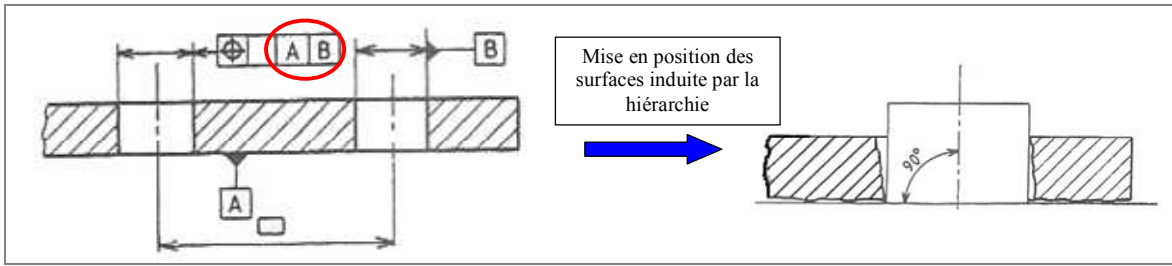 ⌖ A B
B
A
Mise en position des
surfaces induite par la
hiérarchie
90°